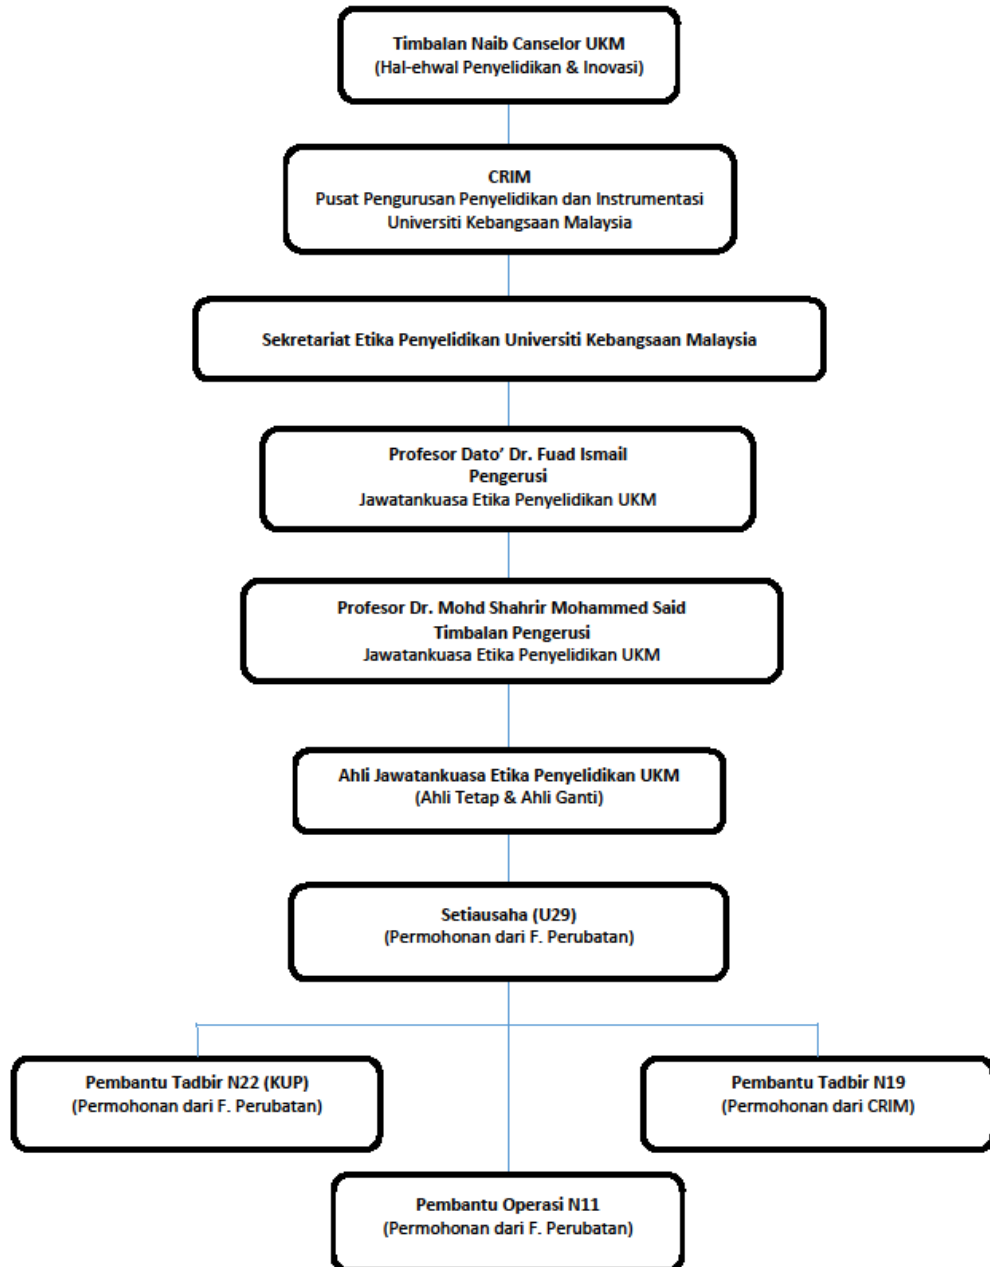 Timbalan Naib Canselor UKM
(Hal-ehwal Penyelidikan & Inovasi)
CRIM
Pusat Pengurusan Penyelidikan dan Instrumentasi
Universiti Kebangsaan Malaysia
Sekretariat Etika Penyelidikan Universiti Kebangsaan Malaysia
Profesor Dato’ Dr. Fuad Ismail
Pengerusi
Jawatankuasa Etika Penyelidikan UKM
Profesor Dr. Mohd Shahrir Mohammed Said
Timbalan Pengerusi
Jawatankuasa Etika Penyelidikan UKM
Ahli Jawatankuasa Etika Penyelidikan UKM
(Ahli Tetap & Ahli Ganti)
Setiausaha (U29)
(Permohonan dari F. Perubatan)
Pembantu Tadbir N22 (KUP)
(Permohonan dari F. Perubatan)
Pembantu Tadbir N19
(Permohonan dari CRIM)
Pembantu Operasi N11
(Permohonan dari F. Perubatan)